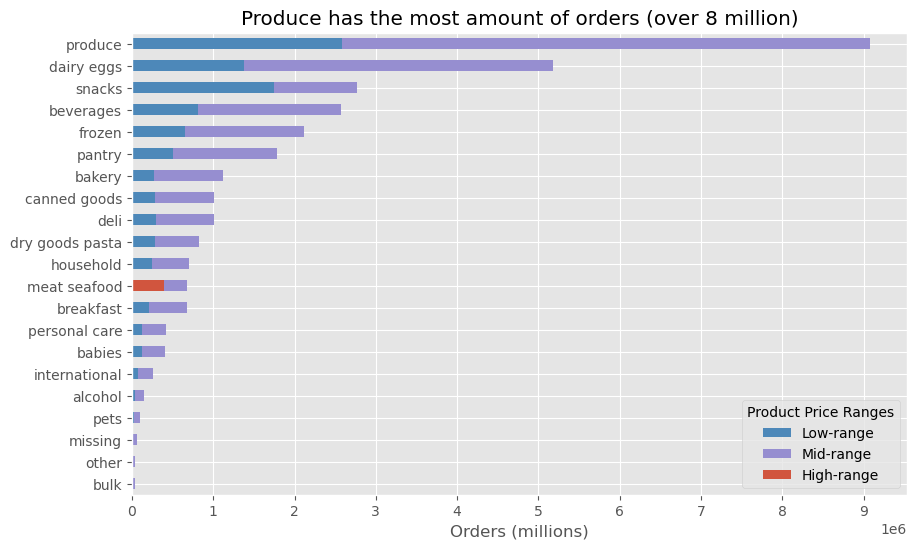 Produce has the most amount of orders (over 8 million)
produce
dairy eggs
snacks
beverages
frozen
pantry
bakery
canned goods
deli
dry goods pasta
household
meat seafood
breakfast
personal care
babies
international
alcohol
pets
missing
other
bulk
Product Price Ranges
Low-range
Mid-range
High-range
0 1 2 3 4 5 6 7 8 9
1e6
Orders (millions)